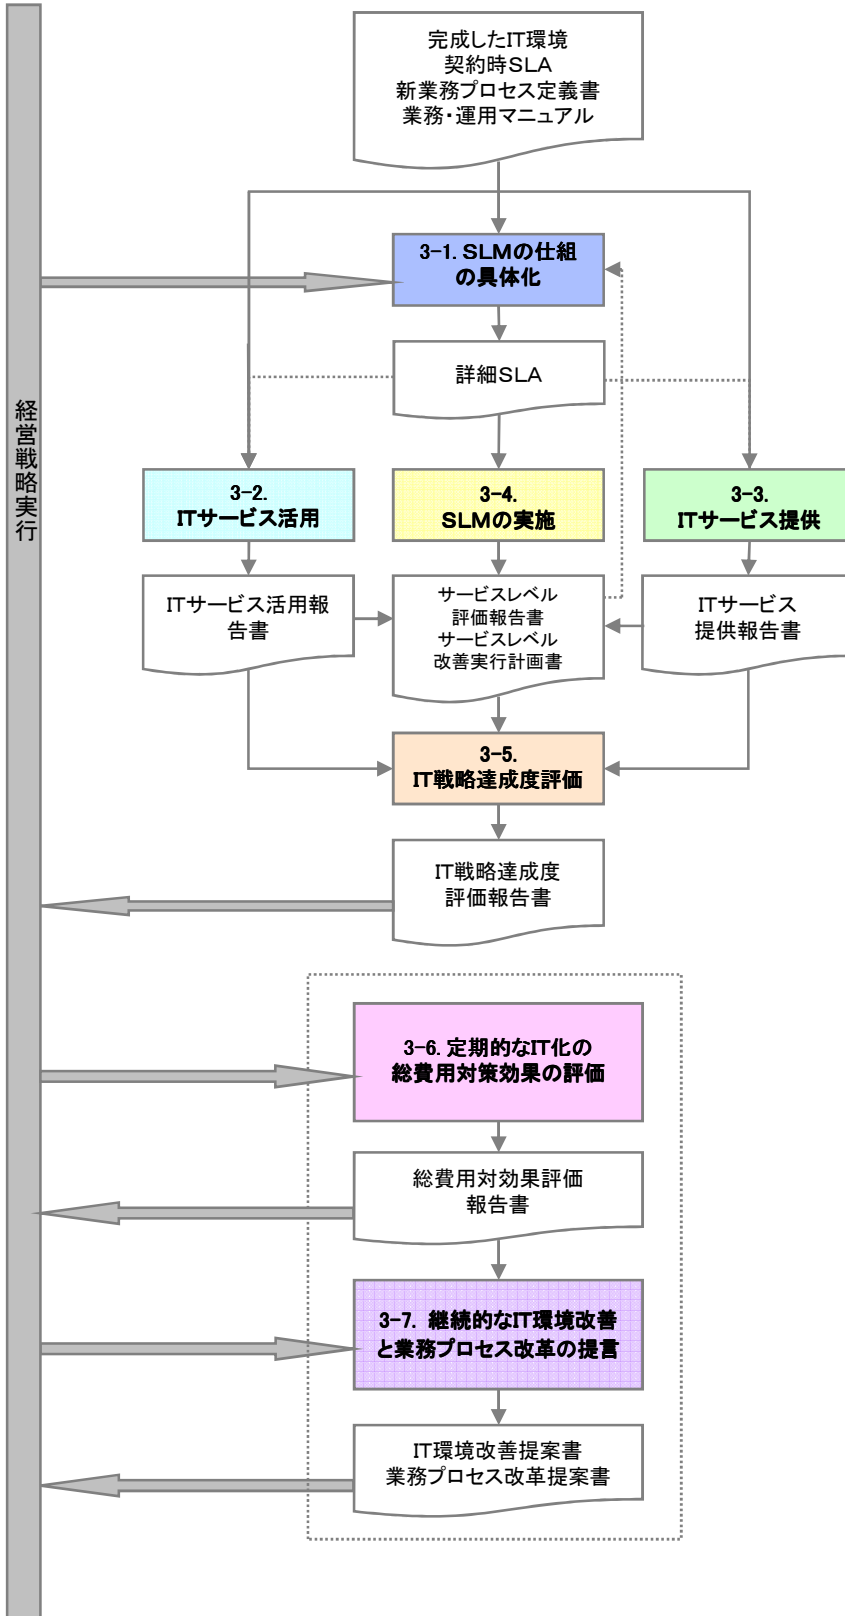 完成したIT環境
契約時SLA
新業務プロセス定義書
業務・運用マニュアル
3-1. SLMの仕組
の具体化
詳細SLA
経営戦略実行
3-2.
ITサービス活用
3-4.
SLMの実施
3-3.
ITサービス提供
ITサービス活用報
告書
サービスレベル
評価報告書
サービスレベル
改善実行計画書
ITサービス
提供報告書
3-5.
IT戦略達成度評価
IT戦略達成度
評価報告書
3-6. 定期的なIT化の
総費用対策効果の評価
総費用対効果評価
報告書
3-7. 継続的なIT環境改善
と業務プロセス改革の提言
IT環境改善提案書
業務プロセス改革提案書